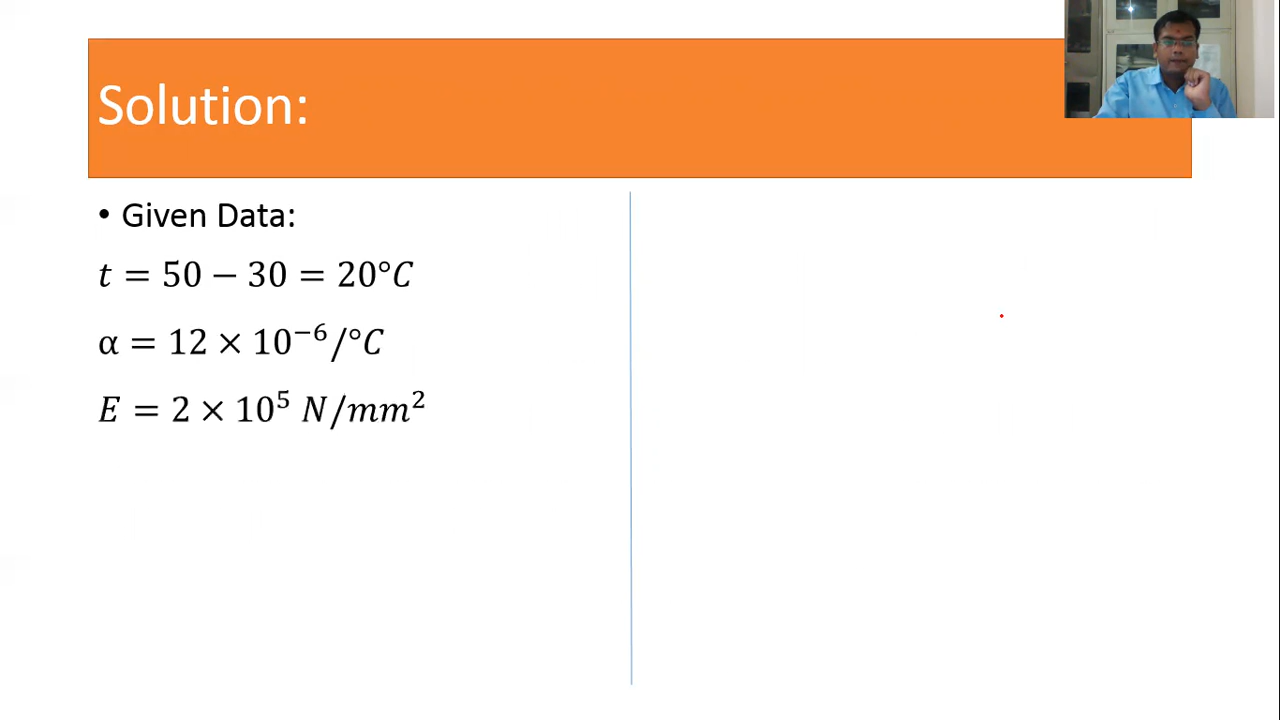 Solution:
• Given Data:
t = 50 − 30 = 20°C
α = 12 × 10⁻⁶/°C
E = 2 × 10⁵ N/mm²